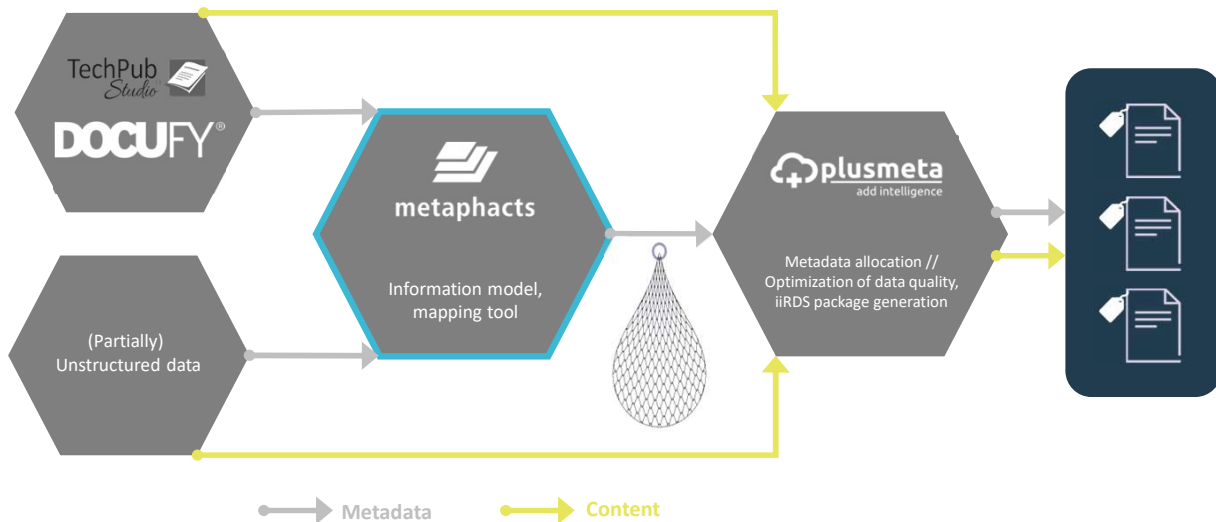 TechPub
Studio
DOCUFY®
metaphacts
Information model,
mapping tool
plusmeta
add intelligence
Metadata allocation //
Optimization of data quality,
iiRDS package generation
(Partially)
Unstructured data
Metadata
Content